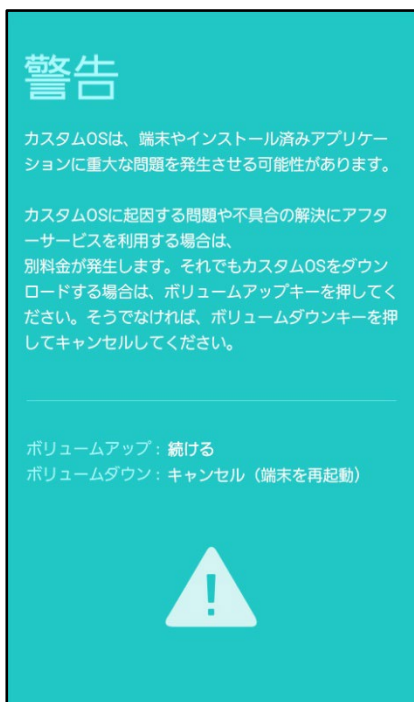 警告
カスタムOSは、端末やインストール済みアプリケー
ションに重大な問題を発生させる可能性があります。
カスタムOSに起因する問題や不具合の解決にアフタ
ーサービスを利用する場合は、
別料金が発生します。それでもカスタムOSをダウン
ロードする場合は、ボリュームアップキーを押してく
ださい。そうでなければ、ボリュームダウンキーを押
してキャンセルしてください。
ボリュームアップ : 続ける
ボリュームダウン : キャンセル（端末を再起動）
!